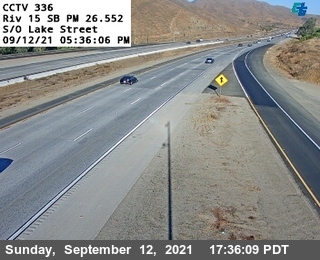 CCTV 336
Riv 15 SB PM 26.552
S/O Lake Street
09/12/21 05:36:06 PM
Sunday, September 12, 2021 17:36:09 PDT